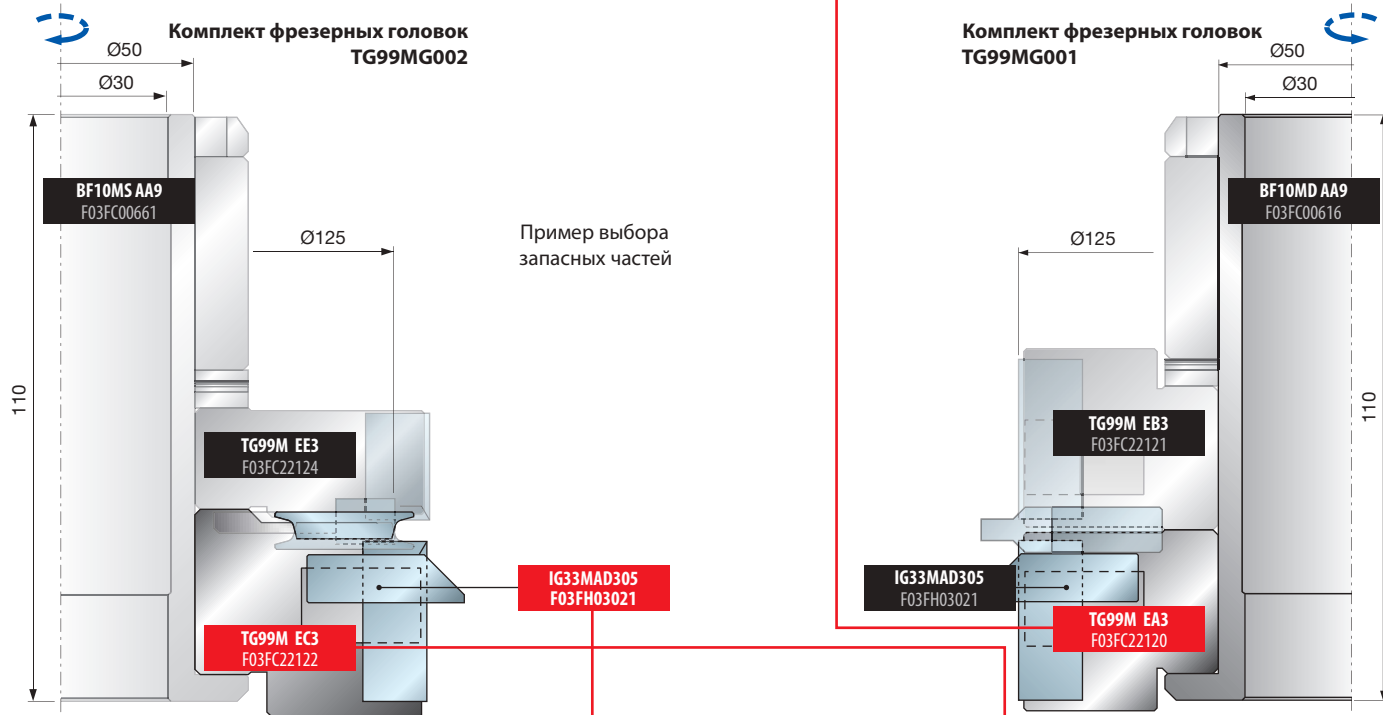 Комплект фрезерных головок
TG99MG002
Ø50
Ø30
BF10MS AA9
F03FC00661
Ø125
110
TG99M EE3
F03FC22124
Пример выбора
запасных частей
IG33MAD305
F03FH03021
TG99M EC3
F03FC22122
Комплект фрезерных головок
TG99MG001
Ø50
Ø30
BF10MD AA9
F03FC00616
Ø125
110
TG99M EB3
F03FC22121
IG33MAD305
F03FH03021
TG99M EA3
F03FC22120